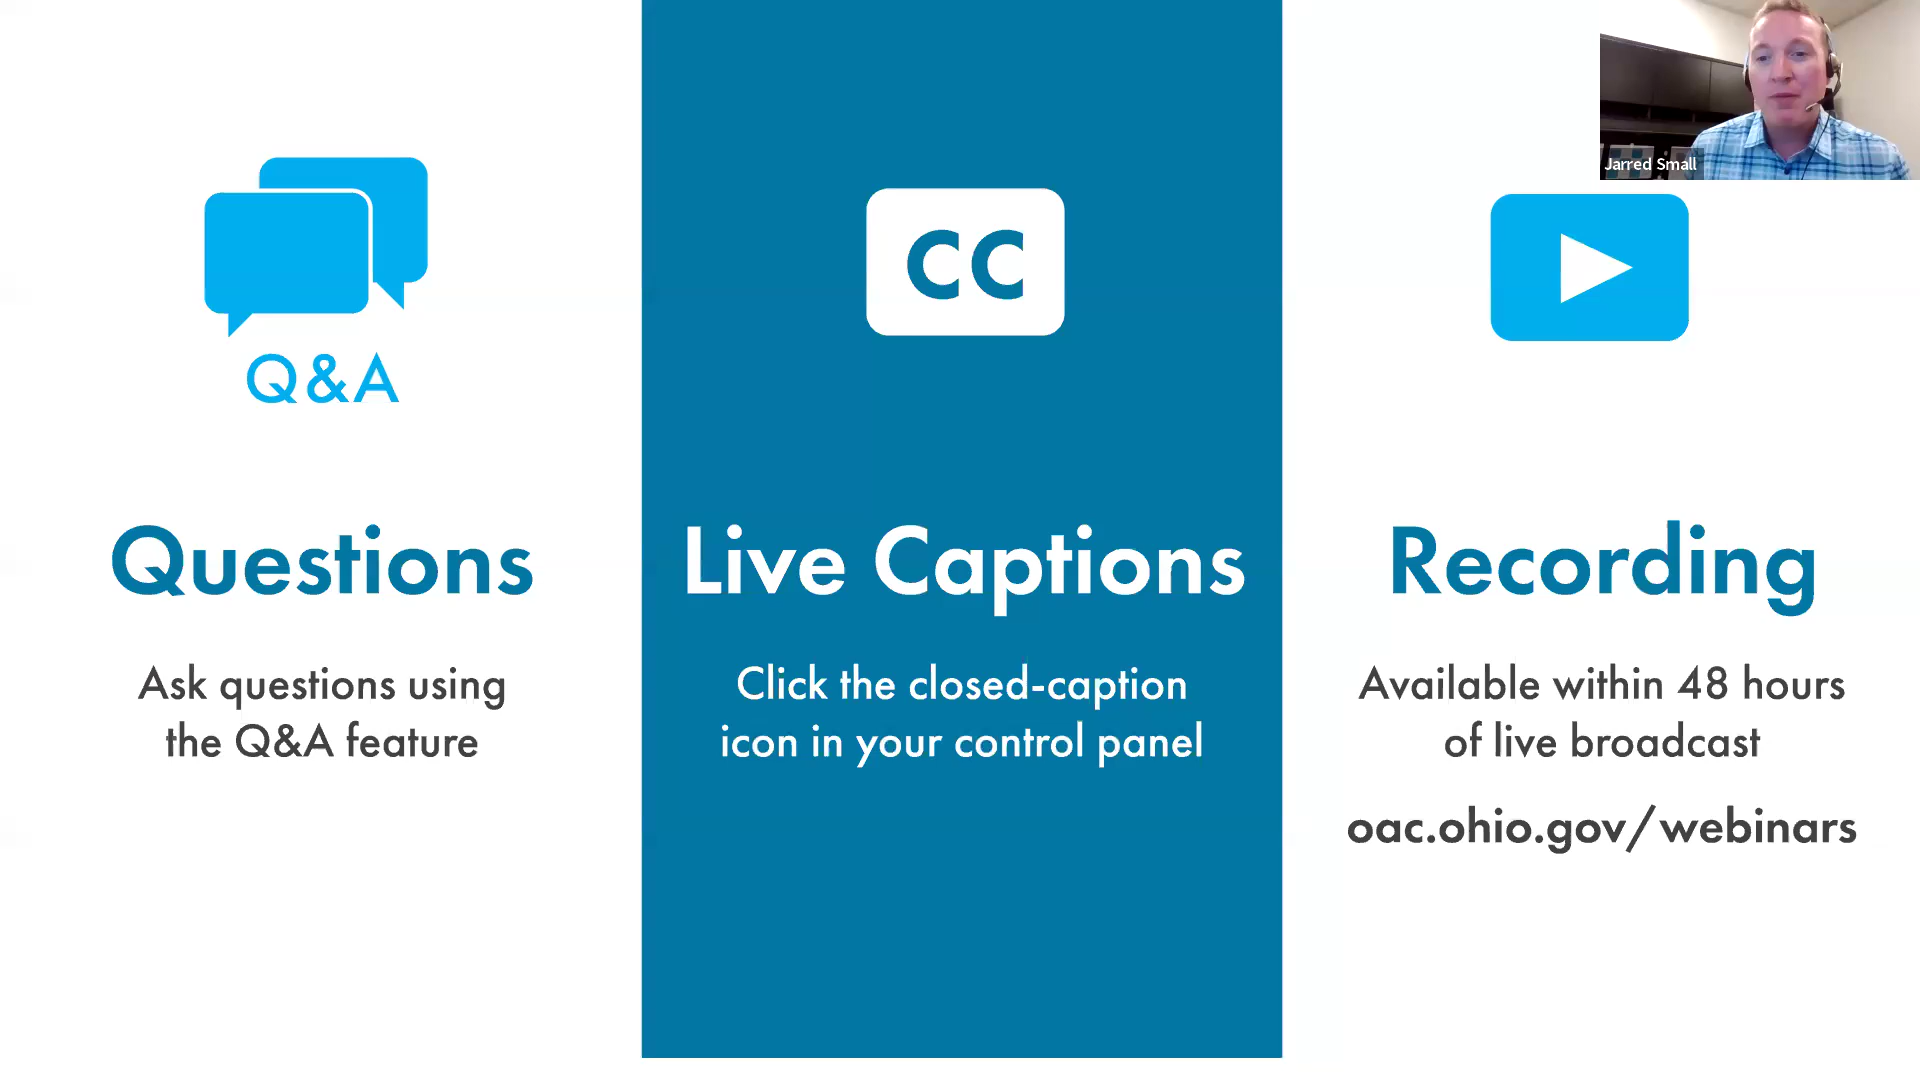 Jarred Small
Q&A
CC
Questions
Ask questions using
the Q&A feature
Live Captions
Click the closed-caption
icon in your control panel
Recording
Available within 48 hours
of live broadcast
oac.ohio.gov/webinars